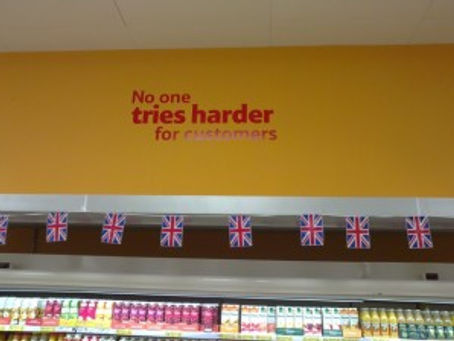 No one
tries harder
for customers